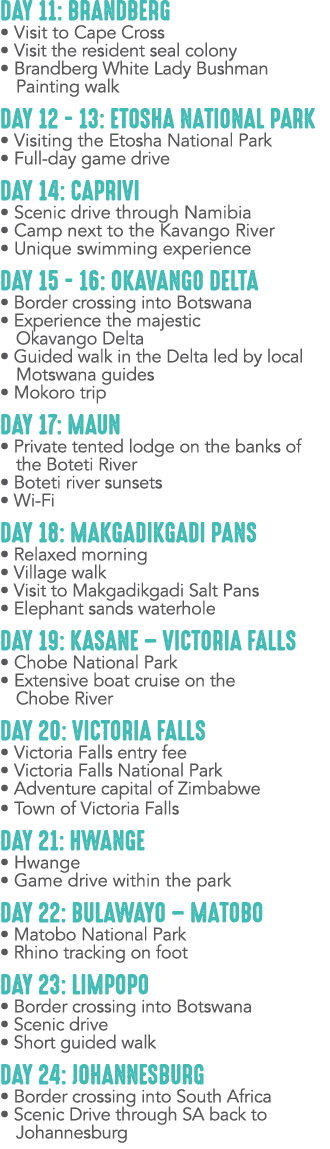 DAY 11: BRANDBERG
• Visit to Cape Cross
• Visit the resident seal colony
• Brandberg White Lady Bushman
Painting walk
DAY 12 - 13: ETOSHA NATIONAL PARK
• Visiting the Etosha National Park
• Full-day game drive
DAY 14: CAPRIVI
• Scenic drive through Namibia
• Camp next to the Kavango River
• Unique swimming experience
DAY 15 - 16: OKAVANGO DELTA
• Border crossing into Botswana
• Experience the majestic
Okavango Delta
• Guided walk in the Delta led by local
Motswana guides
• Mokoro trip
DAY 17: MAUN
• Private tented lodge on the banks of
the Boteti River
• Boteti river sunsets
• Wi-Fi
DAY 18: MAKGADIKGADI PANS
• Relaxed morning
• Village walk
• Visit to Makgadikgadi Salt Pans
• Elephant sands waterhole
DAY 19: KASANE – VICTORIA FALLS
• Chobe National Park
• Extensive boat cruise on the
Chobe River
DAY 20: VICTORIA FALLS
• Victoria Falls entry fee
• Victoria Falls National Park
• Adventure capital of Zimbabwe
• Town of Victoria Falls
DAY 21: HWANGE
• Hwange
• Game drive within the park
DAY 22: BULAWAYO – MATOBO
• Matobo National Park
• Rhino tracking on foot
DAY 23: LIMPOPO
• Border crossing into Botswana
• Scenic drive
• Short guided walk
DAY 24: JOHANNESBURG
• Border crossing into South Africa
• Scenic Drive through SA back to
Johannesburg